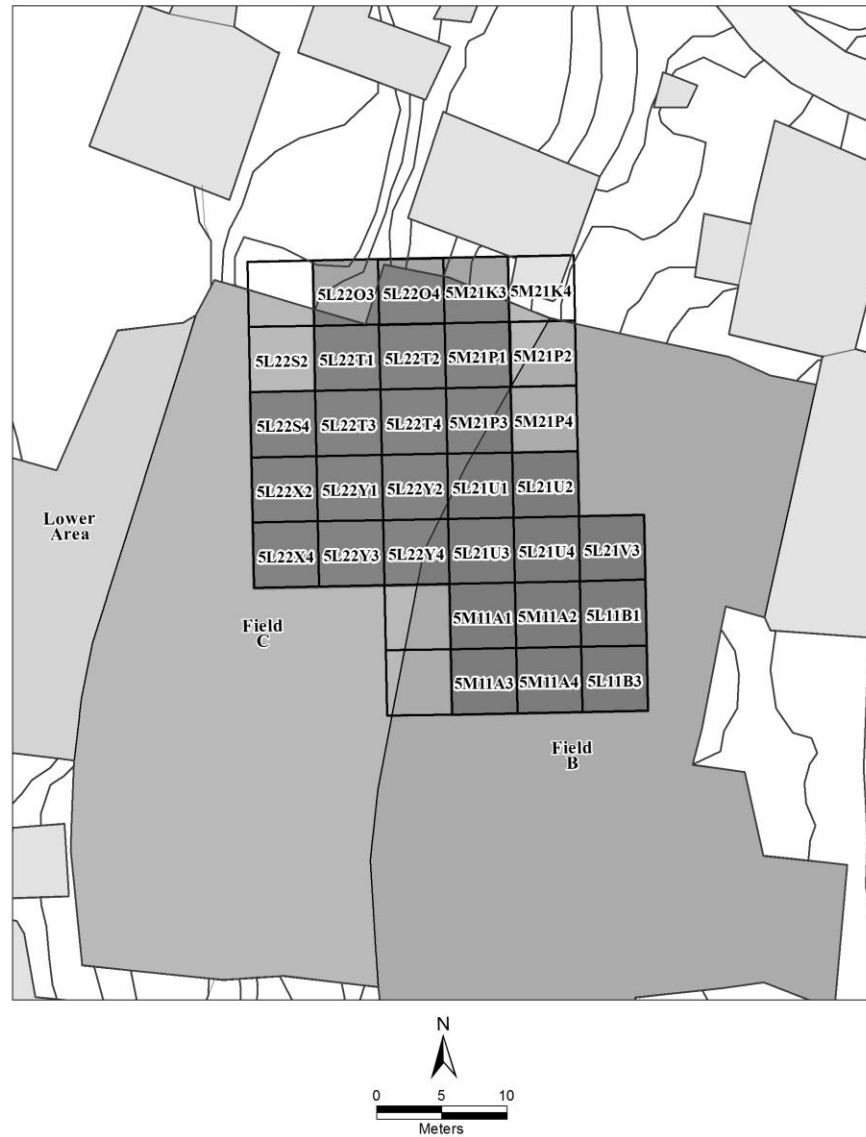 5L22O3 5L22O4 5M21K3 5M21K4
5L22S2 5L22T1 5L22T2 5M21P1 5M21P2
5L22S4 5L22T3 5L22T4 5M21P3 5M21P4
5L22X2 5L22Y1 5L22Y2 5L21U1 5L21U2
Lower
Area
5L22X4 5L22Y3 5L22Y4 5L21U3 5L21U4 5L21V3
5M11A1 5M11A2 5L11B1
Field
C
5M11A3 5M11A4 5L11B3
Field
B
N
0 5 10
Meters